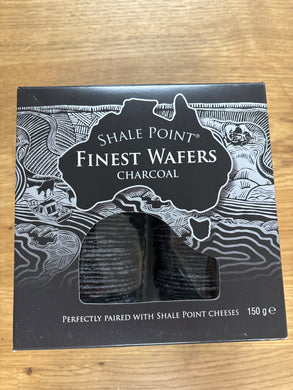 SHALE POINT®
FINEST WAFERS
CHARCOAL
PERFECTLY PAIRED WITH SHALE POINT CHEESES
150 g ℮